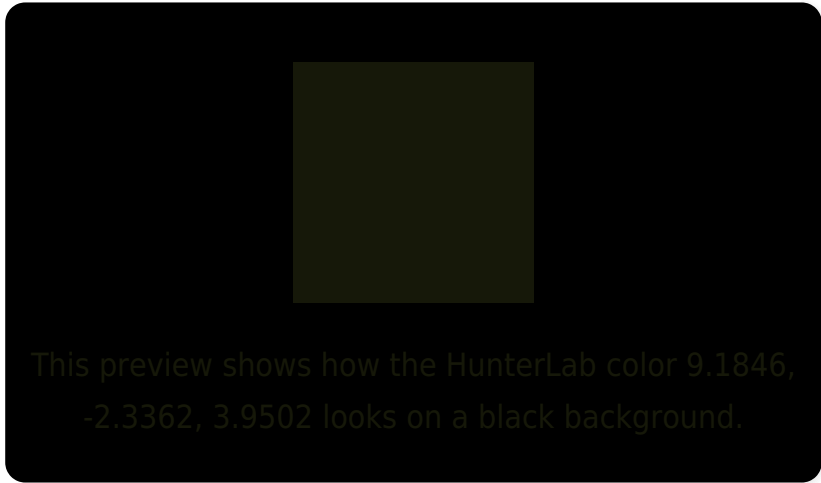 This preview shows how the HunterLab color 9.1846,
-2.3362, 3.9502 looks on a black background.